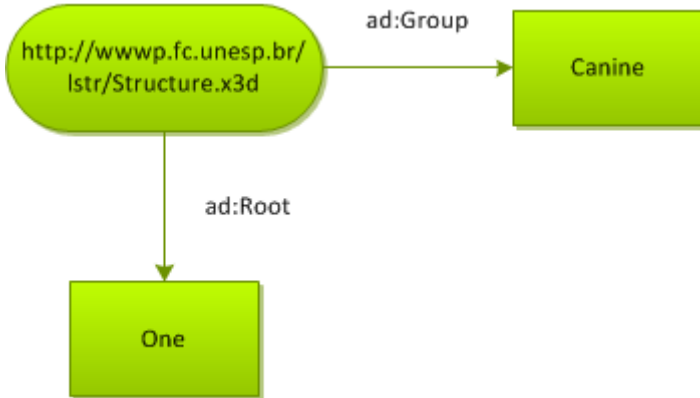 http://wwwp.fc.unesp.br/
lstr/Structure.x3d
ad:Group
Canine
ad:Root
One